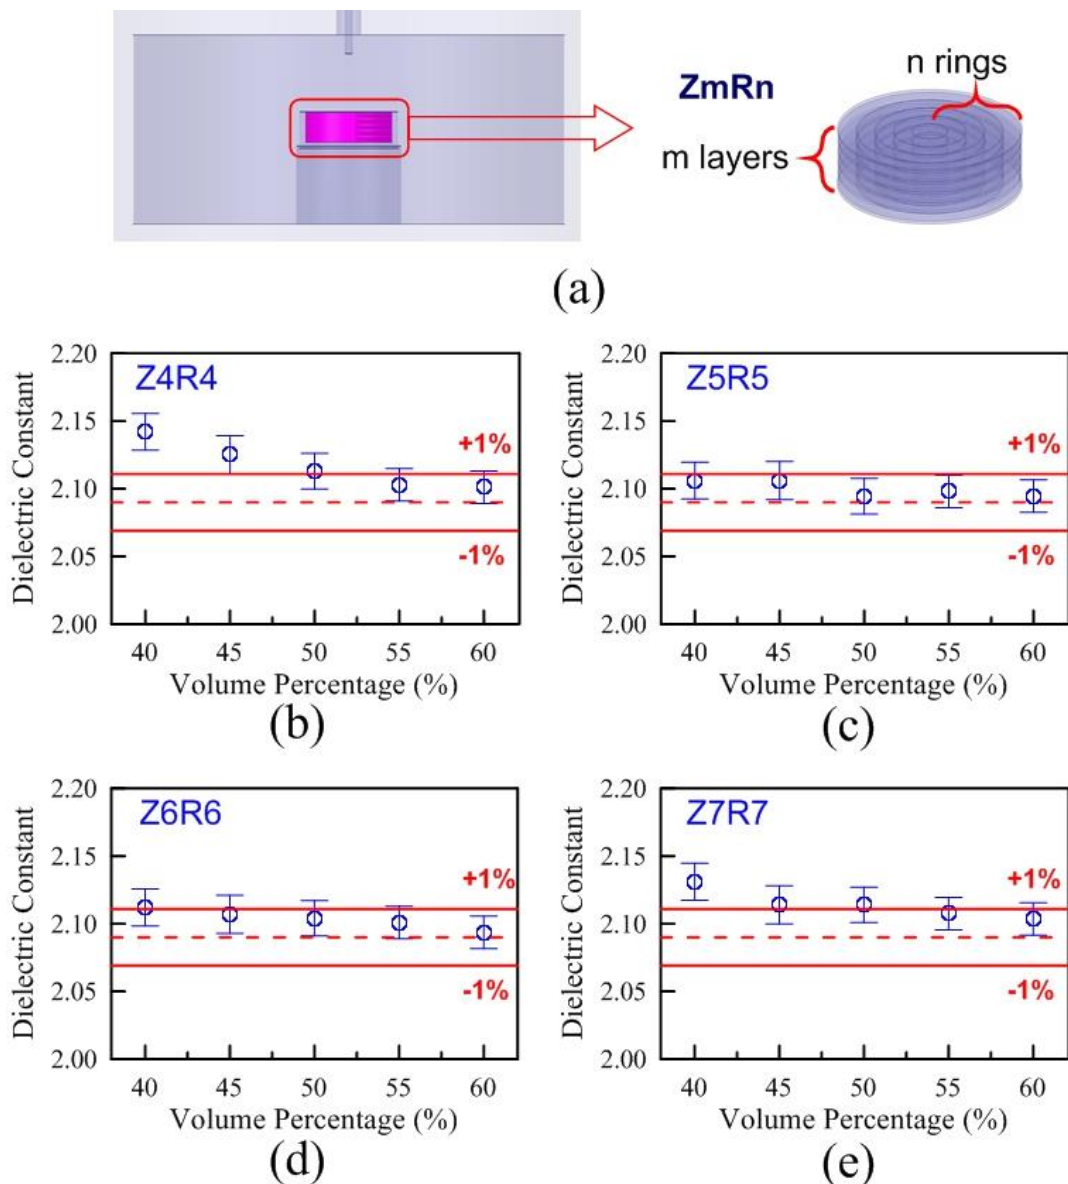 ZmRn
n rings
m layers
(a)
Z4R4
+1%
-1%
Dielectric Constant
2.20
2.15
2.10
2.05
2.00
40 45 50 55 60
Volume Percentage (%)
(b)
Z5R5
+1%
-1%
Dielectric Constant
2.20
2.15
2.10
2.05
2.00
40 45 50 55 60
Volume Percentage (%)
(c)
Z6R6
+1%
-1%
Dielectric Constant
2.20
2.15
2.10
2.05
2.00
40 45 50 55 60
Volume Percentage (%)
(d)
Z7R7
+1%
-1%
Dielectric Constant
2.20
2.15
2.10
2.05
2.00
40 45 50 55 60
Volume Percentage (%)
(e)